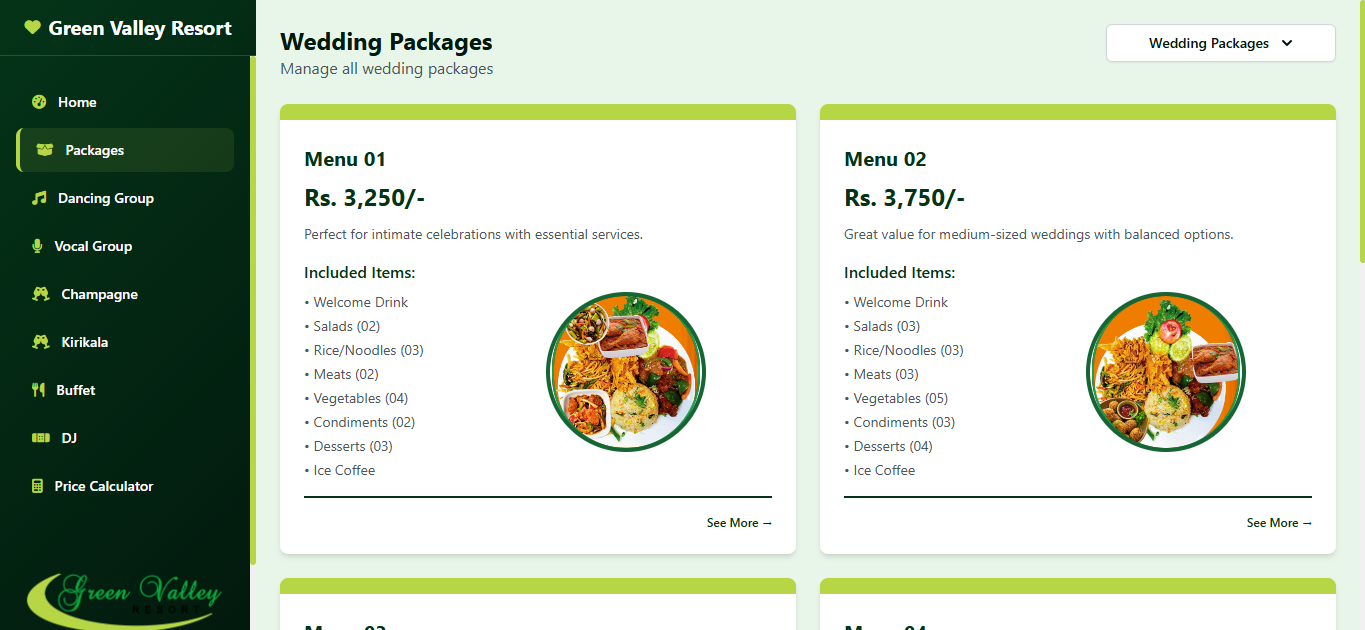 Green Valley Resort
Home
Packages
Dancing Group
Vocal Group
Champagne
Kirikala
Buffet
DJ
Price Calculator
Green Valley
RESORT
Wedding Packages
Manage all wedding packages
Wedding Packages
Menu 01
Rs. 3,250/-
Perfect for intimate celebrations with essential services.
Included Items:
• Welcome Drink
• Salads (02)
• Rice/Noodles (03)
• Meats (02)
• Vegetables (04)
• Condiments (02)
• Desserts (03)
• Ice Coffee
See More →
Menu 02
Rs. 3,750/-
Great value for medium-sized weddings with balanced options.
Included Items:
• Welcome Drink
• Salads (03)
• Rice/Noodles (03)
• Meats (03)
• Vegetables (05)
• Condiments (03)
• Desserts (04)
• Ice Coffee
See More →
Menu 03
Menu 04